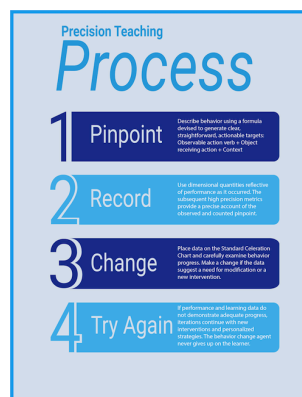 Precision Teaching
Process
1 Pinpoint
Describe behavior using a formula
devised to generate clear,
straightforward, actionable targets:
Observable action verb + Object
receiving action + Context
2 Record
Use dimensional quantities reflective
of performance as it occurred. The
subsequent high precision metrics
provide a precise account of the
observed and counted pinpoint.
3 Change
Place data on the Standard Celeration
Chart and carefully examine behavior
progress. Make a change if the data
suggest a need for modification or a
new intervention.
4 Try Again
If performance and learning data do
not demonstrate adequate progress,
iterations continue with new
interventions and personalized
strategies. The behavior change agent
never gives up on the learner.